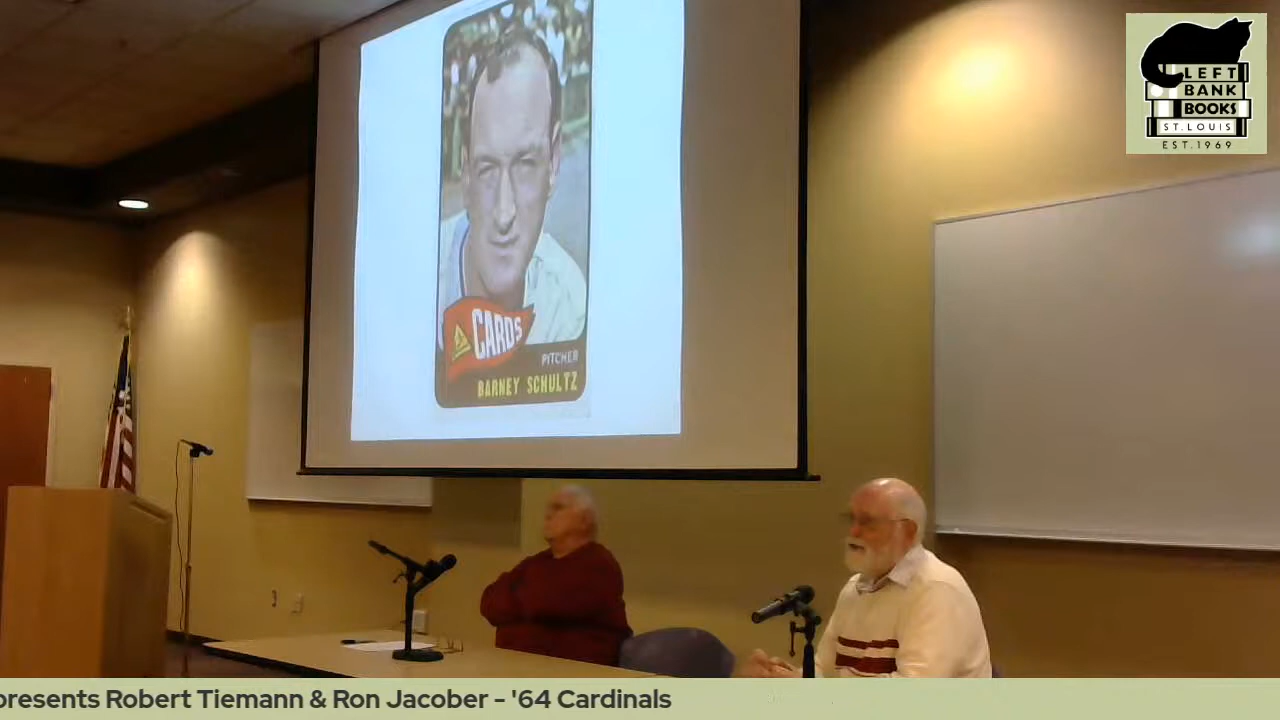 LEFT
BANK
BOOKS
ST. LOUIS
EST. 1969
CARDS
PITCHER
BARNEY SCHULTZ
presents Robert Tiemann & Ron Jacober - '64 Cardinals